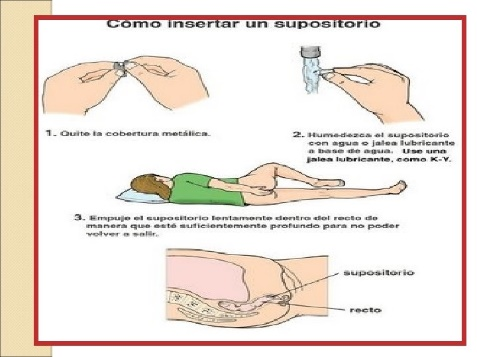 Cómo insertar un supositorio
1. Quite la cobertura metálica.
2. Humedezca el supositorio
con agua o jalea lubricante
a base de agua. Use una
jalea lubricante, como K-Y.
3. Empuje el supositorio lentamente dentro del recto de
manera que esté suficientemente profundo para no poder
volver a salir.
supositorio
recto